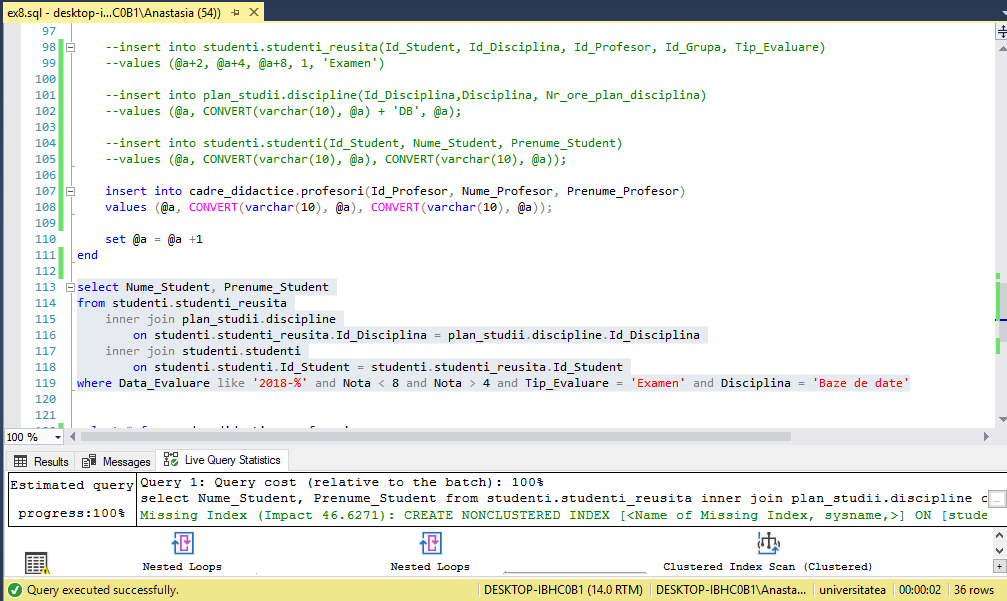 ex8.sql - desktop-i...C0B1\Anastasia (54))
97
98 --insert into studenti.studenti_reusita(Id_Student, Id_Disciplina, Id_Profesor, Id_Grupa, Tip_Evaluare)
99 --values (@a+2, @a+4, @a+8, 1, 'Examen')
100
101 --insert into plan_studii.discipline(Id_Disciplina,Disciplina, Nr_ore_plan_disciplina)
102 --values (@a, CONVERT(varchar(10), @a) + 'DB', @a);
103
104 --insert into studenti.studenti(Id_Student, Nume_Student, Prenume_Student)
105 --values (@a, CONVERT(varchar(10), @a), CONVERT(varchar(10), @a));
106
107 insert into cadre_didactice.profesori(Id_Profesor, Nume_Profesor, Prenume_Profesor)
108 values (@a, CONVERT(varchar(10), @a), CONVERT(varchar(10), @a));
109
110 set @a = @a +1
111 end
112
113 select Nume_Student, Prenume_Student
114 from studenti.studenti_reusita
115 inner join plan_studii.discipline
116 on studenti.studenti_reusita.Id_Disciplina = plan_studii.discipline.Id_Disciplina
117 inner join studenti.studenti
118 on studenti.studenti.Id_Student = studenti.studenti_reusita.Id_Student
119 where Data_Evaluare like '2018-%' and Nota < 8 and Nota > 4 and Tip_Evaluare = 'Examen' and Disciplina = 'Baze de date'
120
121
100 %
Results Messages Live Query Statistics
Estimated query progress:100%
Query 1: Query cost (relative to the batch): 100%
select Nume_Student, Prenume_Student from studenti.studenti_reusita inner join plan_studii.discipline o
Missing Index (Impact 46.6271): CREATE NONCLUSTERED INDEX [<Name of Missing Index, sysname,>] ON [stude
Nested Loops Nested Loops Clustered Index Scan (Clustered)
Query executed successfully. DESKTOP-IBHC0B1 (14.0 RTM) DESKTOP-IBHC0B1\Anasta... universitatea 00:00:02 36 rows